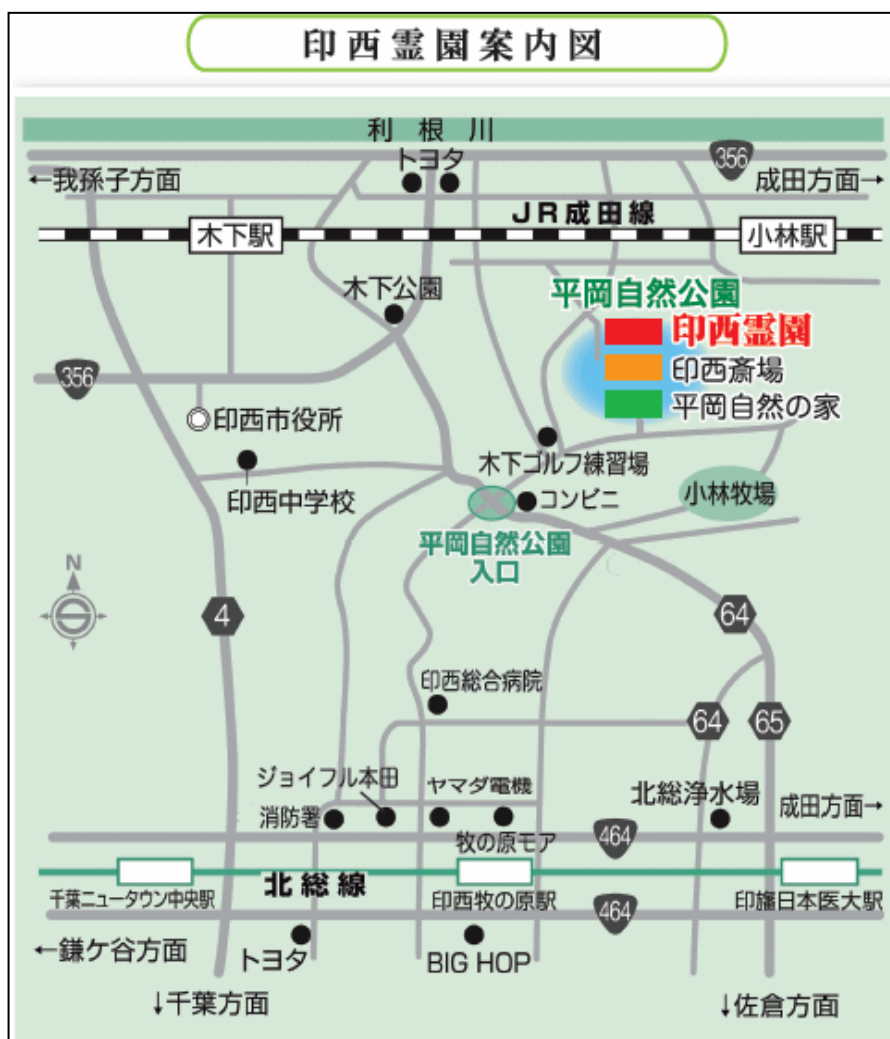 印西霊園案内図
利根川
トヨタ
356
←我孫子方面
成田方面→
JR成田線
木下駅
小林駅
木下公園
平岡自然公園
印西霊園
印西斎場
平岡自然の家
356
印西市役所
木下ゴルフ練習場
印西中学校
コンビニ
小林牧場
平岡自然公園
入口
N
4
64
印西総合病院
64
65
ジョイフル本田
ヤマダ電機
北総浄水場
消防署
成田方面→
牧の原モア
464
北総線
千葉ニュータウン中央駅
印西牧の原駅
印旛日本医大駅
464
←鎌ケ谷方面
トヨタ
BIG HOP
↓千葉方面
↓佐倉方面